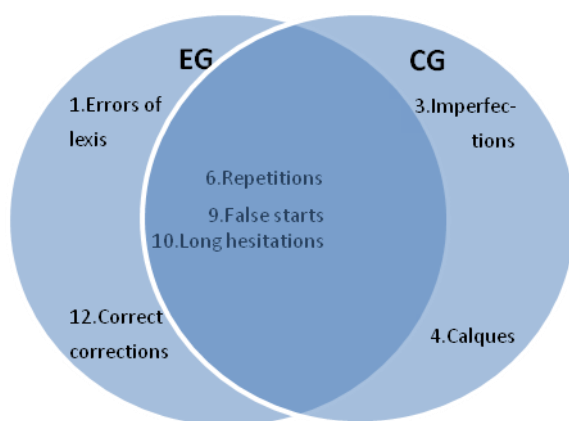 EG
CG
1.Errors of
lexis
3.Imperfec-
tions
6.Repetitions
9.False starts
10.Long hesitations
12.Correct
corrections
4.Calques